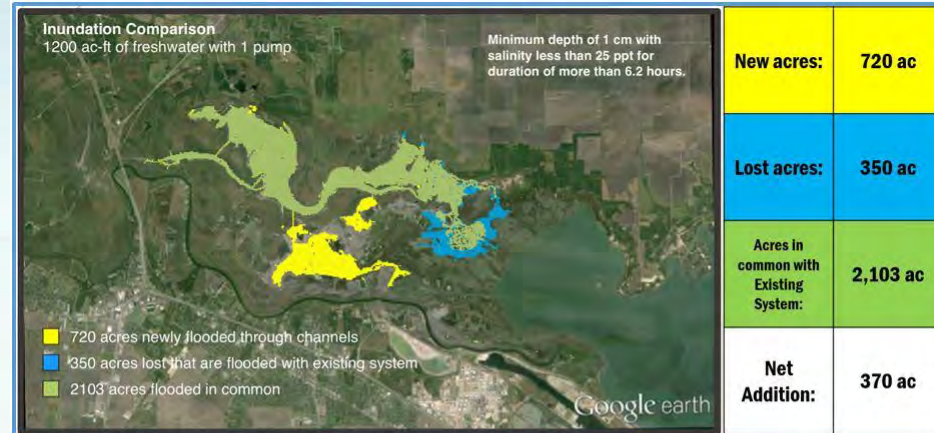 Inundation Comparison
1200 ac-ft of freshwater with 1 pump
Minimum depth of 1 cm with
salinity less than 25 ppt for
duration of more than 6.2 hours.
720 acres newly flooded through channels
350 acres lost that are flooded with existing system
2103 acres flooded in common
Google earth
New acres: 720 ac
Lost acres: 350 ac
Acres in
common with
Existing
System:
2,103 ac
Net
Addition:
370 ac